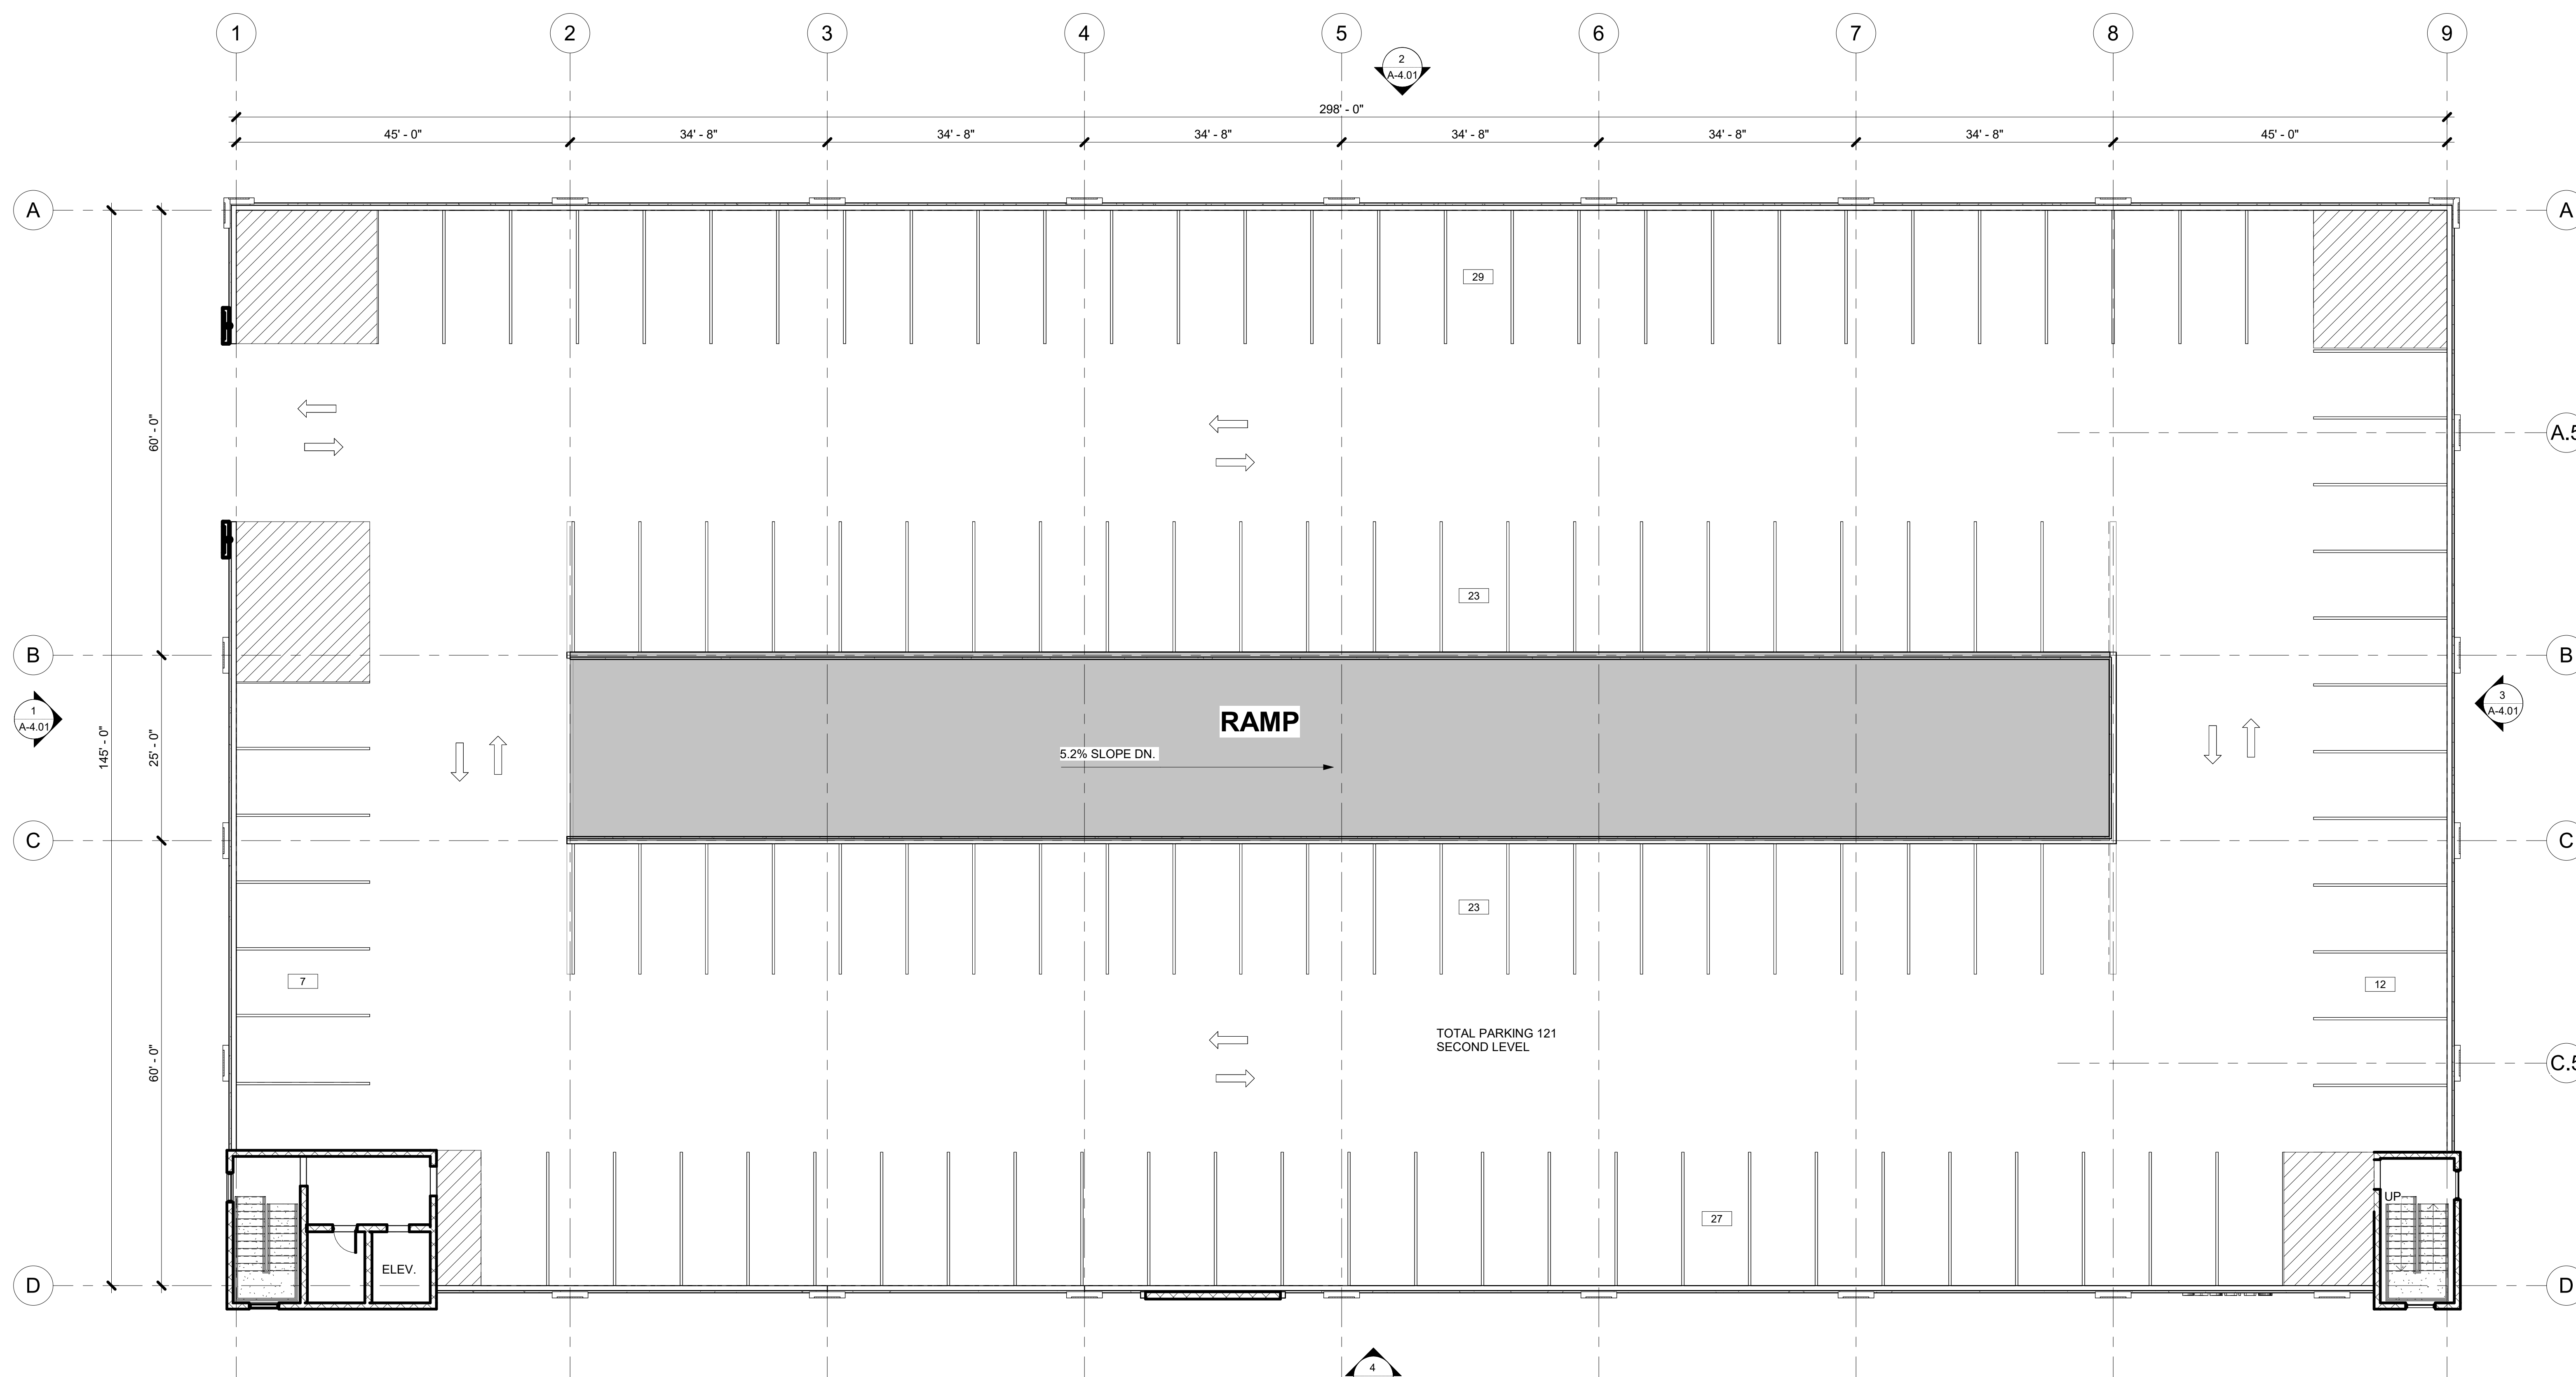 1 2 3 4 5 6 7 8 9
2
A-4.01
298' - 0"
45' - 0" 34' - 8" 34' - 8" 34' - 8" 34' - 8" 34' - 8" 34' - 8" 45' - 0"
A A
29
60' - 0"
A.5
23
B B
1
A-4.01
3
A-4.01
RAMP
145' - 0"
25' - 0"
5.2% SLOPE DN.
C C
23
7
12
TOTAL PARKING 121
SECOND LEVEL
60' - 0"
C.5
UP
27
ELEV.
D D
4